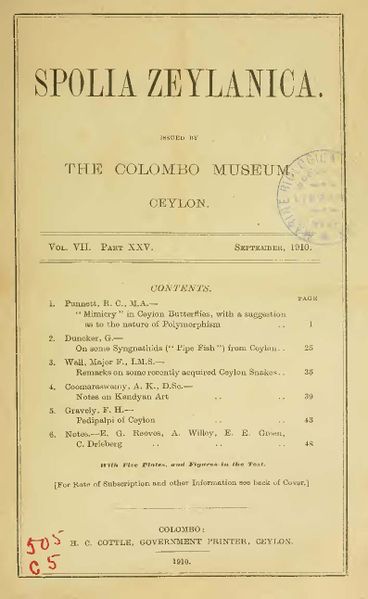 SPOLIA ZEYLANICA.
ISSUED BY
THE COLOMBO MUSEUM
CEYLON.
VOL. VII. PART XXV. SEPTEMBER, 1910.
CONTENTS.
PAGE
1. Punnett, R. C., M.A.—
"Mimicry" in Ceylon Butterflies, with a suggestion
as to the nature of Polymorphism .. 1
2. Duncker, G.—
On some Syngnathids ("Pipe Fish") from Ceylon.. 25
3. Wall, Major F., I.M.S.—
Remarks on some recently acquired Ceylon Snakes.. 35
4. Coomaraswamy, A. K., D.Sc.—
Notes on Kandyan Art .. .. 39
5. Gravely, F. H.—
Pedipalpi of Ceylon .. .. 43
6. Notes.—E. G. Reeves, A. Willey, E. E. Green,
C. Drieberg .. .. .. 48
With Five Plates, and Figures in the Text.
[For Rate of Subscription and other Information see back of Cover.]
COLOMBO:
H. C. COTTLE, GOVERNMENT PRINTER, CEYLON.
1910.
505
C5
MARINE BIOLOGICAL